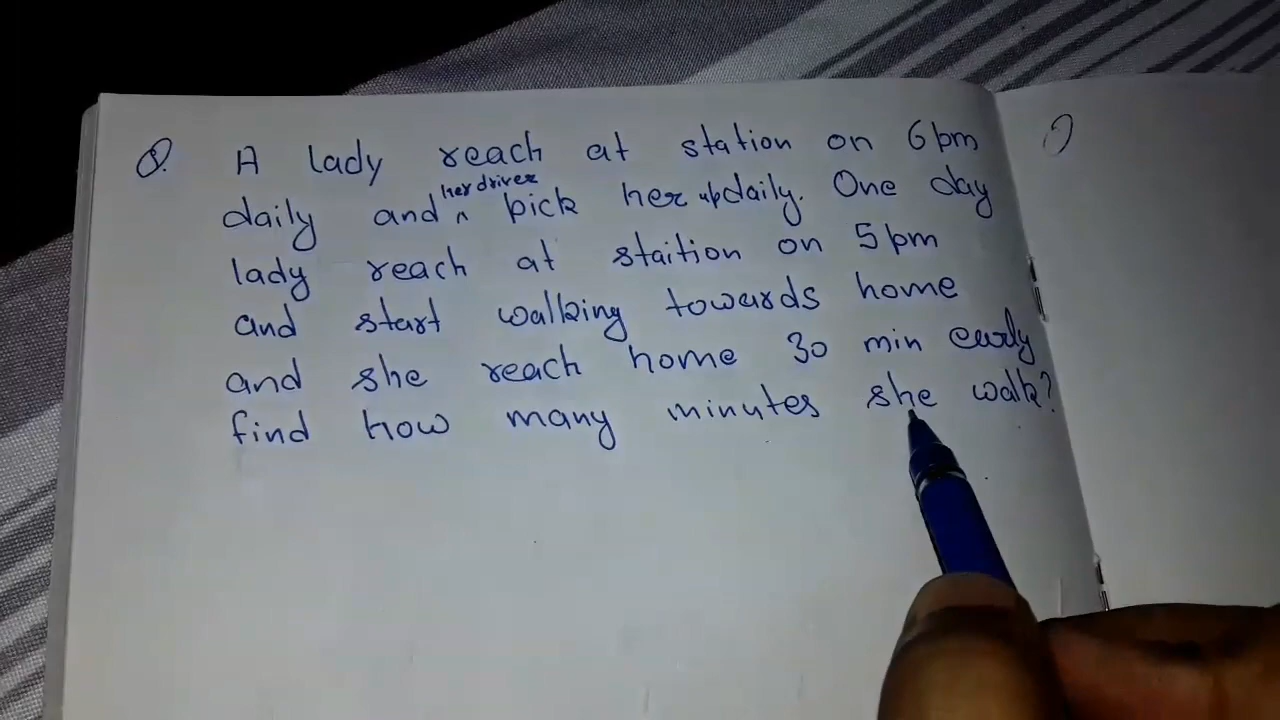 Q. A lady reach at station on 6pm
daily and her driver pick her up daily. One day
lady reach at staition on 5pm
and start walking towards home
and she reach home 30 min early
find how many minutes she walk?